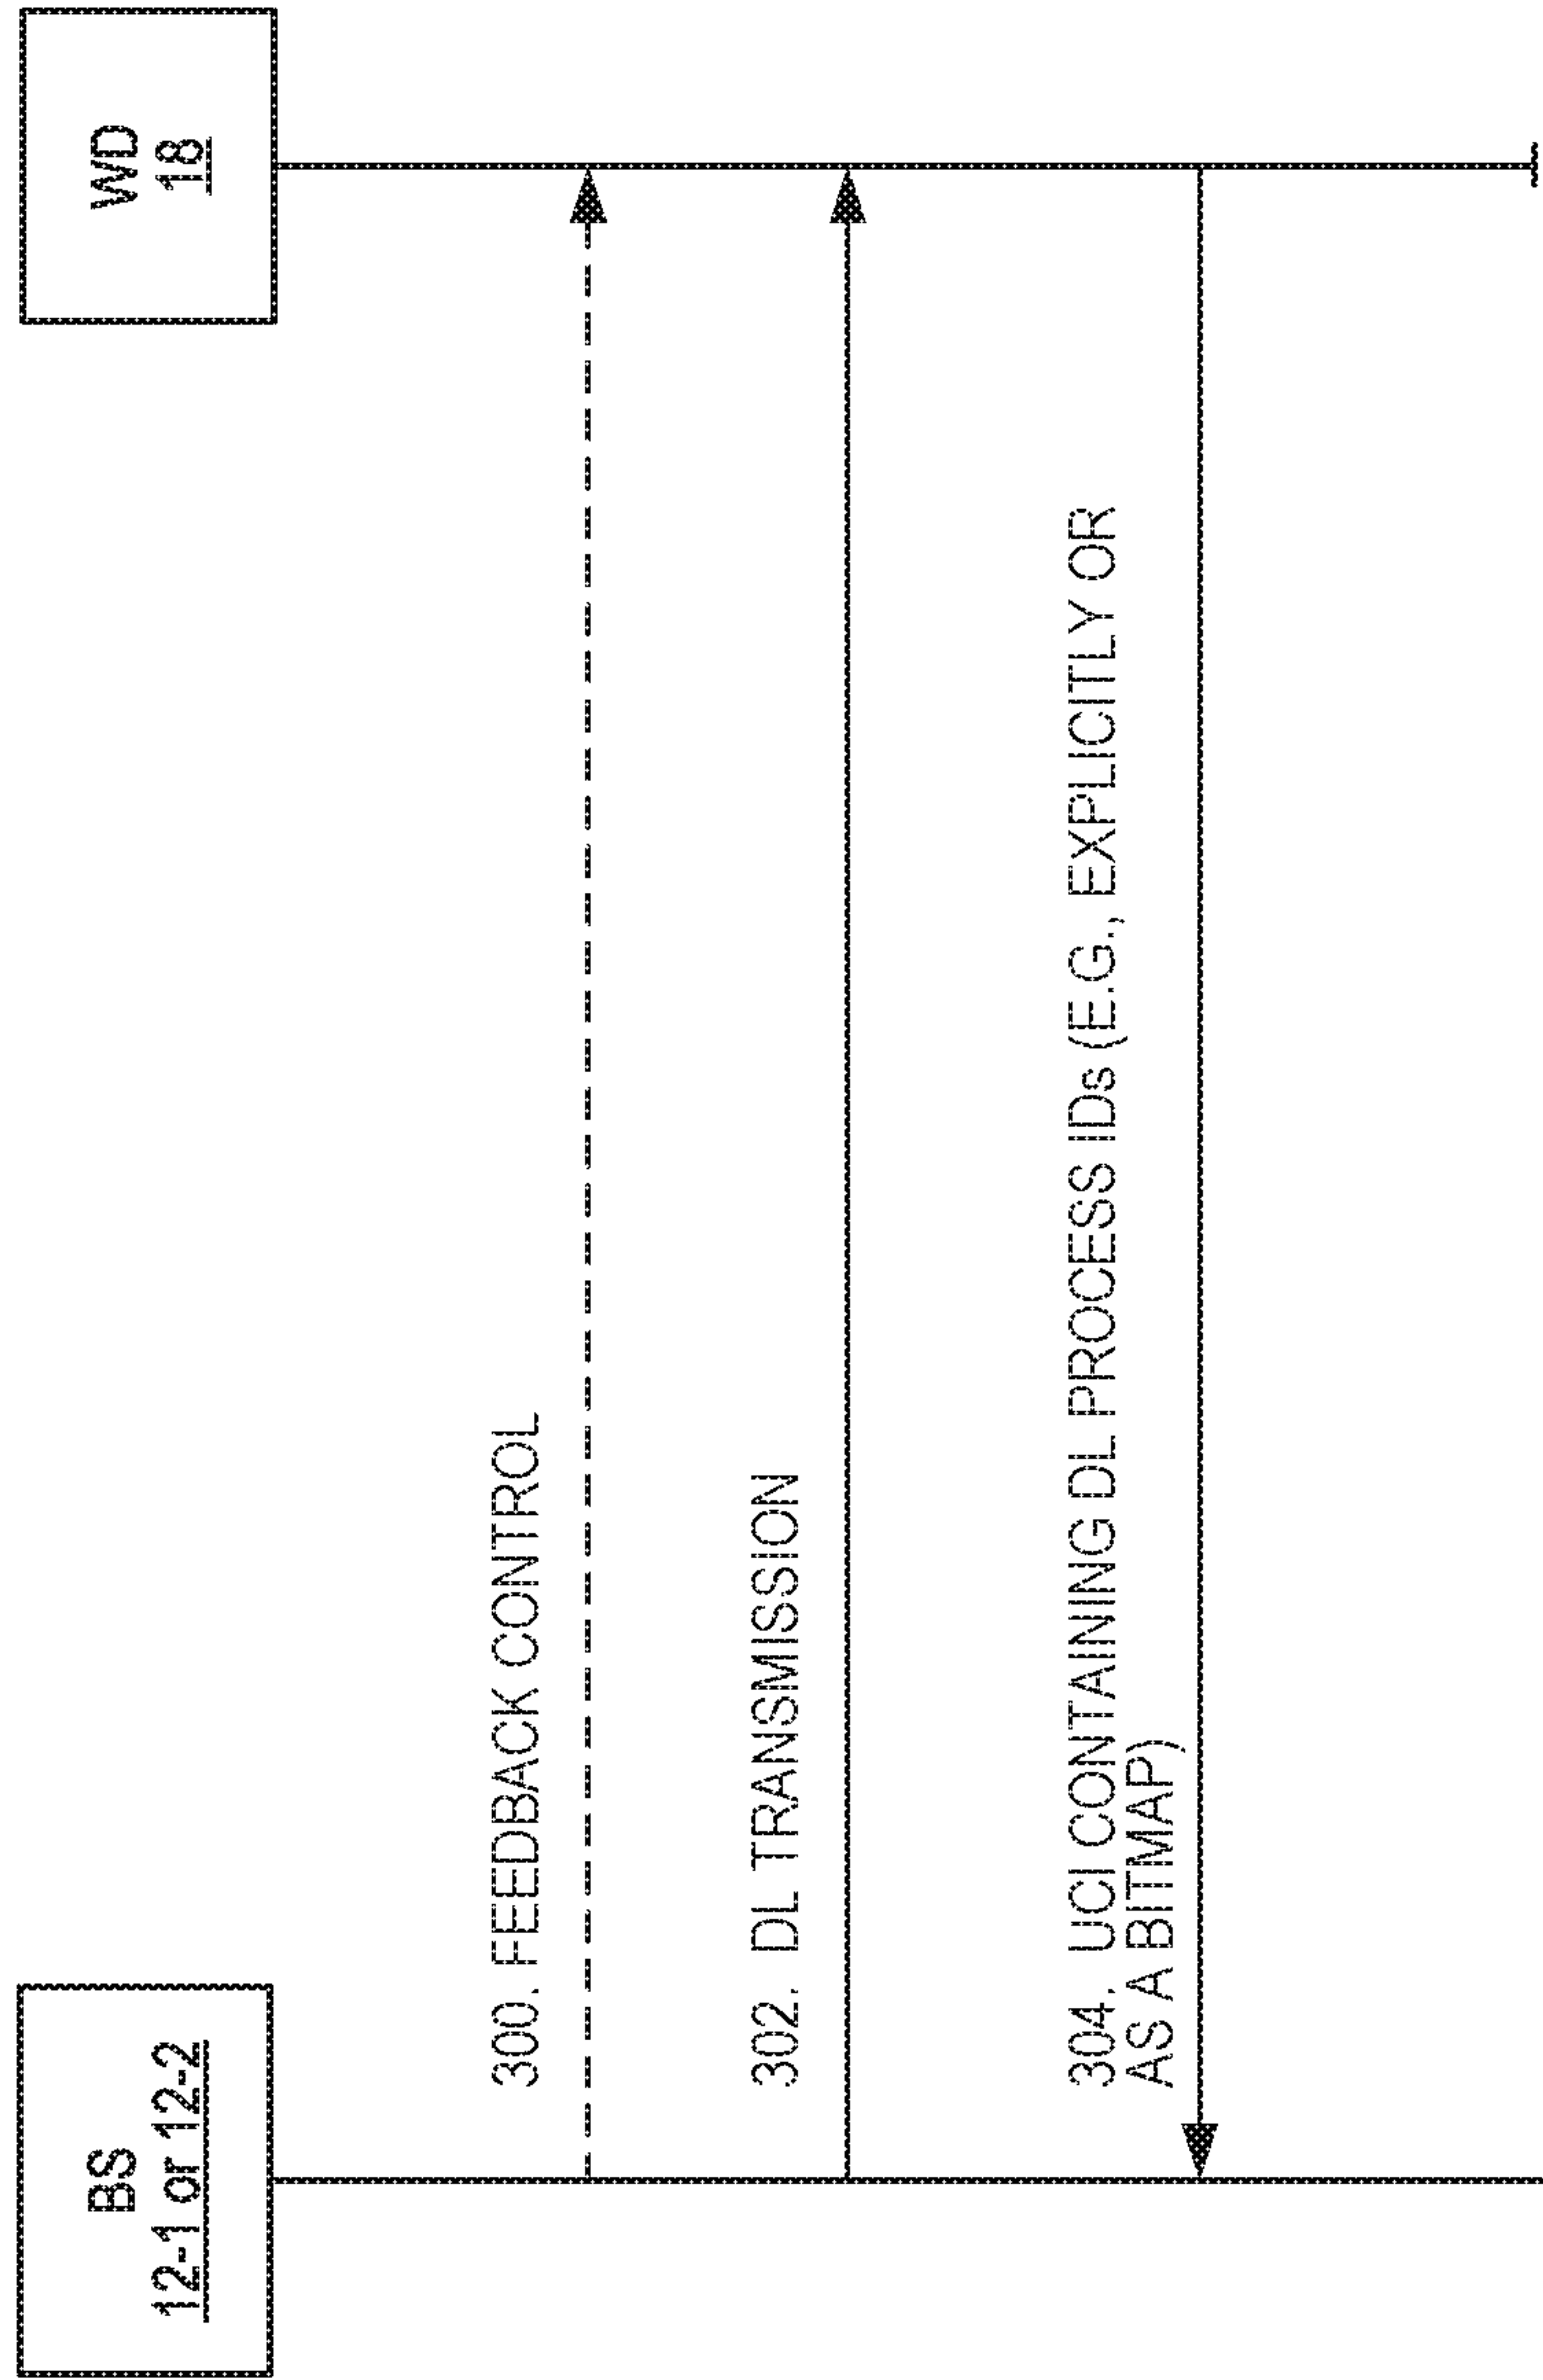 BS
12-1 or 12-2
WD
18
300. FEEDBACK CONTROL
302. DL TRANSMISSION
304. UCI CONTAINING DL PROCESS IDs (E.G., EXPLICITLY OR
AS A BITMAP)